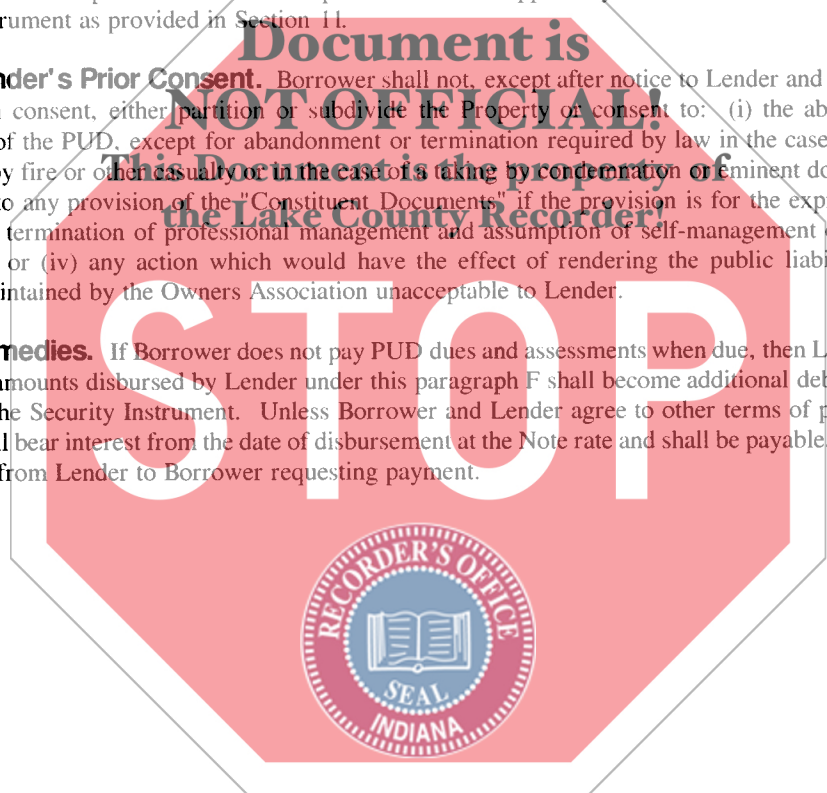 rument as provided in Section 11.
Document is
nder's Prior Consent. Borrower shall not, except after notice to Lender and
consent, either partition or subdivide the Property or consent to: (i) the ab
NOT OFFICIAL!
of the PUD, except for abandonment or termination required by law in the case
by fire or other casualty or in the case of a taking by condemnation or eminent do
This Document is the property of
to any provision of the "Constituent Documents" if the provision is for the exp
the Lake County Recorder!
termination of professional management and assumption of self-management
or (iv) any action which would have the effect of rendering the public liabi
intained by the Owners Association unacceptable to Lender.
medies. If Borrower does not pay PUD dues and assessments when due, then L
amounts disbursed by Lender under this paragraph F shall become additional deb
he Security Instrument. Unless Borrower and Lender agree to other terms of p
l bear interest from the date of disbursement at the Note rate and shall be payable
from Lender to Borrower requesting payment.
STOP
RECORDER'S OFFICE
SEAL
INDIANA